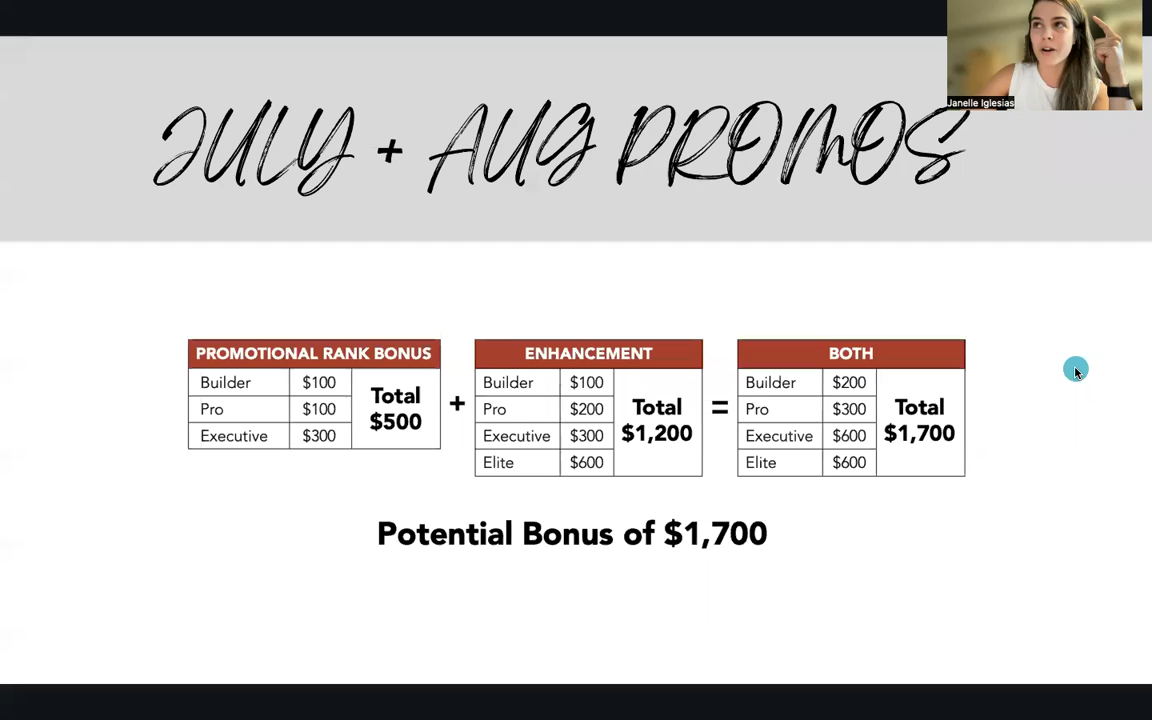 Janelle Iglesias
JULY + AUG PROMOS
PROMOTIONAL RANK BONUS
Builder $100
Pro $100
Executive $300
Total
$500
+
ENHANCEMENT
Builder $100
Pro $200
Executive $300
Elite $600
Total
$1,200
=
BOTH
Builder $200
Pro $300
Executive $600
Elite $600
Total
$1,700
Potential Bonus of $1,700